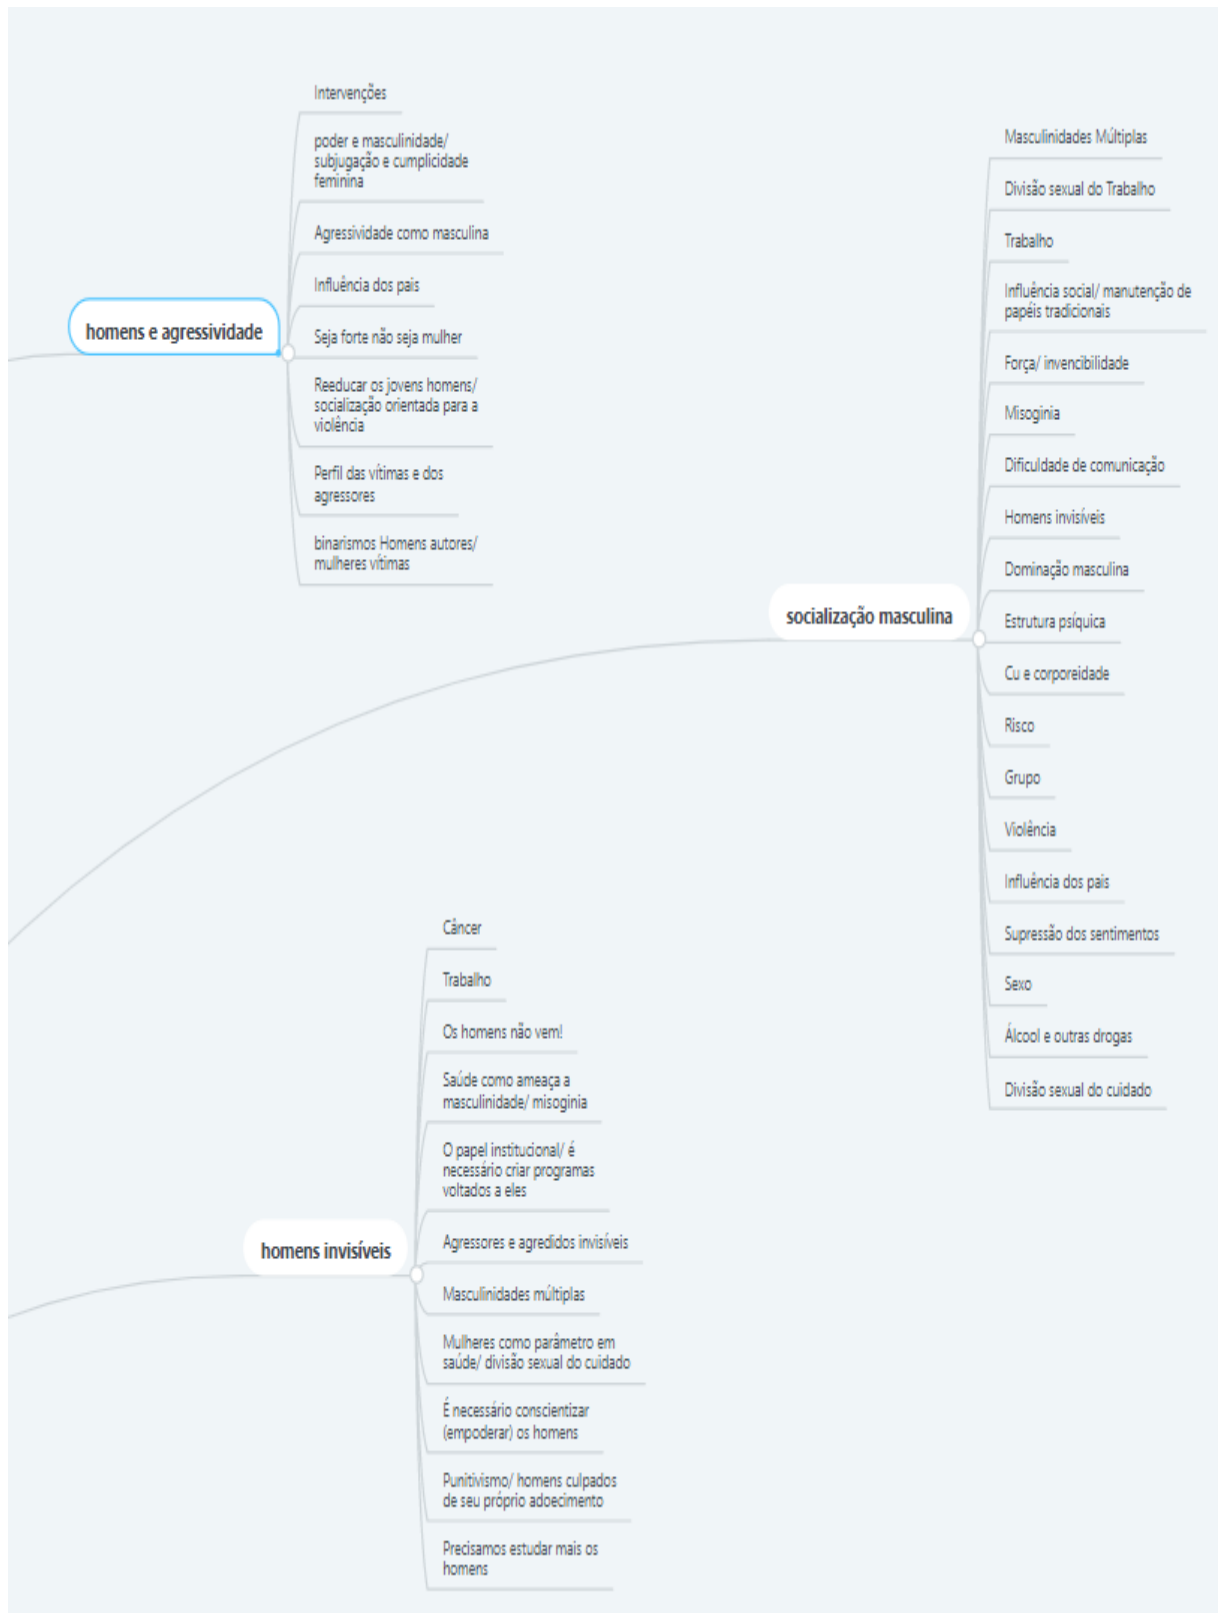 homens e agressividade
Intervenções
poder e masculinidade/
subjugação e cumplicidade
feminina
Agressividade como masculina
Influência dos pais
Seja forte não seja mulher
Reeducar os jovens homens/
socialização orientada para a
violência
Perfil das vítimas e dos
agressores
binarismos Homens autores/
mulheres vítimas
socialização masculina
Masculinidades Múltiplas
Divisão sexual do Trabalho
Trabalho
Influência social/ manutenção de
papéis tradicionais
Força/ invencibilidade
Misoginia
Dificuldade de comunicação
Homens invisíveis
Dominação masculina
Estrutura psíquica
Cu e corporeidade
Risco
Grupo
Violência
Influência dos pais
Supressão dos sentimentos
Sexo
Álcool e outras drogas
Divisão sexual do cuidado
homens invisíveis
Câncer
Trabalho
Os homens não vem!
Saúde como ameaça a
masculinidade/ misoginia
O papel institucional/ é
necessário criar programas
voltados a eles
Agressores e agredidos invisíveis
Masculinidades múltiplas
Mulheres como parâmetro em
saúde/ divisão sexual do cuidado
É necessário conscientizar
(empoderar) os homens
Punitivismo/ homens culpados
de seu próprio adoecimento
Precisamos estudar mais os
homens